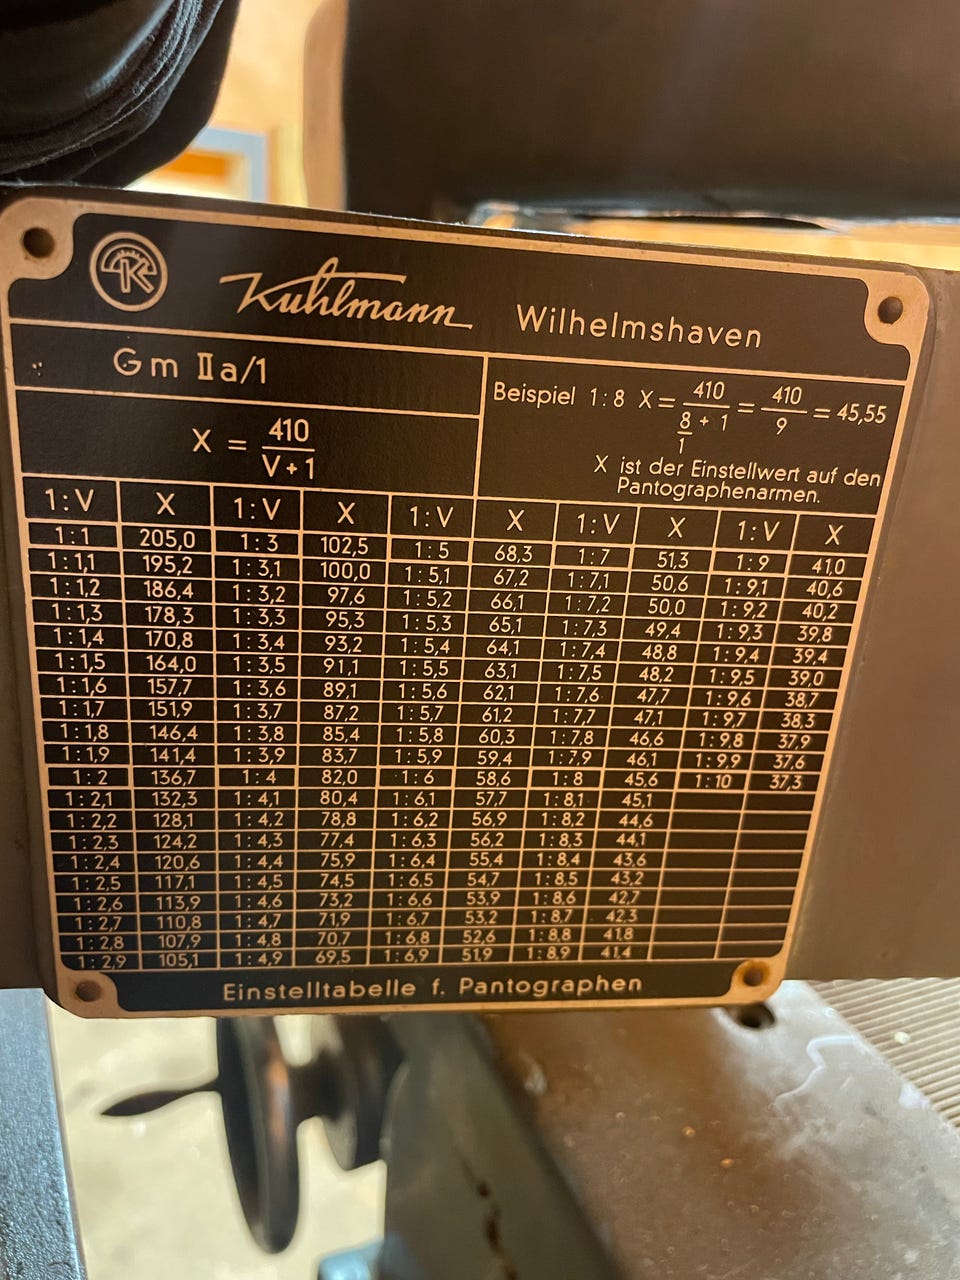 K
Kuhlmann Wilhelmshaven
Gm IIa/1
X = 410 / V + 1
Beispiel 1:8 X = 410 / 8/1 + 1 = 410 / 9 = 45,55
X ist der Einstellwert auf den
Pantographenarmen.
1:V X 1:V X 1:V X 1:V X 1:V X
1:1 205,0 1:3 102,5 1:5 68,3 1:7 51,3 1:9 41,0
1:1,1 195,2 1:3,1 100,0 1:5,1 67,2 1:7,1 50,6 1:9,1 40,6
1:1,2 186,4 1:3,2 97,6 1:5,2 66,1 1:7,2 50,0 1:9,2 40,2
1:1,3 178,3 1:3,3 95,3 1:5,3 65,1 1:7,3 49,4 1:9,3 39,8
1:1,4 170,8 1:3,4 93,2 1:5,4 64,1 1:7,4 48,8 1:9,4 39,4
1:1,5 164,0 1:3,5 91,1 1:5,5 63,1 1:7,5 48,2 1:9,5 39,0
1:1,6 157,7 1:3,6 89,1 1:5,6 62,1 1:7,6 47,7 1:9,6 38,7
1:1,7 151,9 1:3,7 87,2 1:5,7 61,2 1:7,7 47,1 1:9,7 38,3
1:1,8 146,4 1:3,8 85,4 1:5,8 60,3 1:7,8 46,6 1:9,8 37,9
1:1,9 141,4 1:3,9 83,7 1:5,9 59,4 1:7,9 46,1 1:9,9 37,6
1:2 136,7 1:4 82,0 1:6 58,6 1:8 45,6 1:10 37,3
1:2,1 132,3 1:4,1 80,4 1:6,1 57,7 1:8,1 45,1
1:2,2 128,1 1:4,2 78,8 1:6,2 56,9 1:8,2 44,6
1:2,3 124,2 1:4,3 77,4 1:6,3 56,2 1:8,3 44,1
1:2,4 120,6 1:4,4 75,9 1:6,4 55,4 1:8,4 43,6
1:2,5 117,1 1:4,5 74,5 1:6,5 54,7 1:8,5 43,2
1:2,6 113,9 1:4,6 73,2 1:6,6 53,9 1:8,6 42,7
1:2,7 110,8 1:4,7 71,9 1:6,7 53,2 1:8,7 42,3
1:2,8 107,9 1:4,8 70,7 1:6,8 52,6 1:8,8 41,8
1:2,9 105,1 1:4,9 69,5 1:6,9 51,9 1:8,9 41,4
Einstelltabelle f. Pantographen